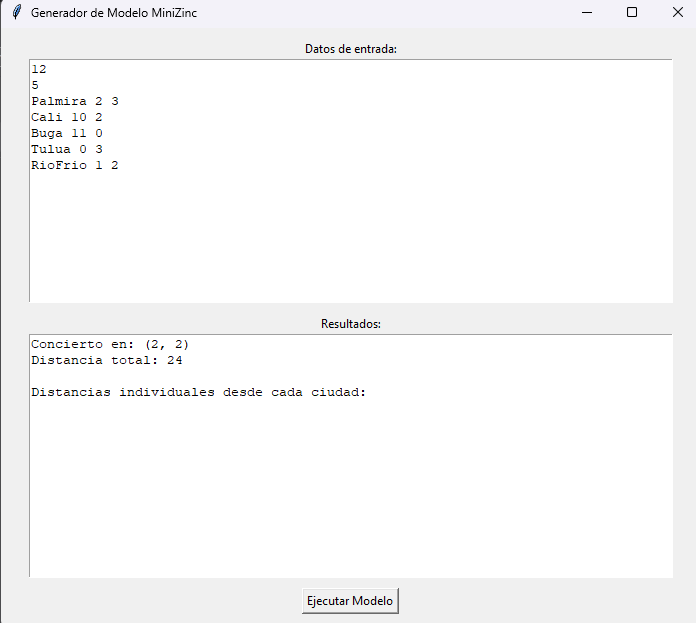 Generador de Modelo MiniZinc
Datos de entrada:
12
5
Palmira 2 3
Cali 10 2
Buga 11 0
Tulua 0 3
RioFrio 1 2
Resultados:
Concierto en: (2, 2)
Distancia total: 24
Distancias individuales desde cada ciudad:
Ejecutar Modelo